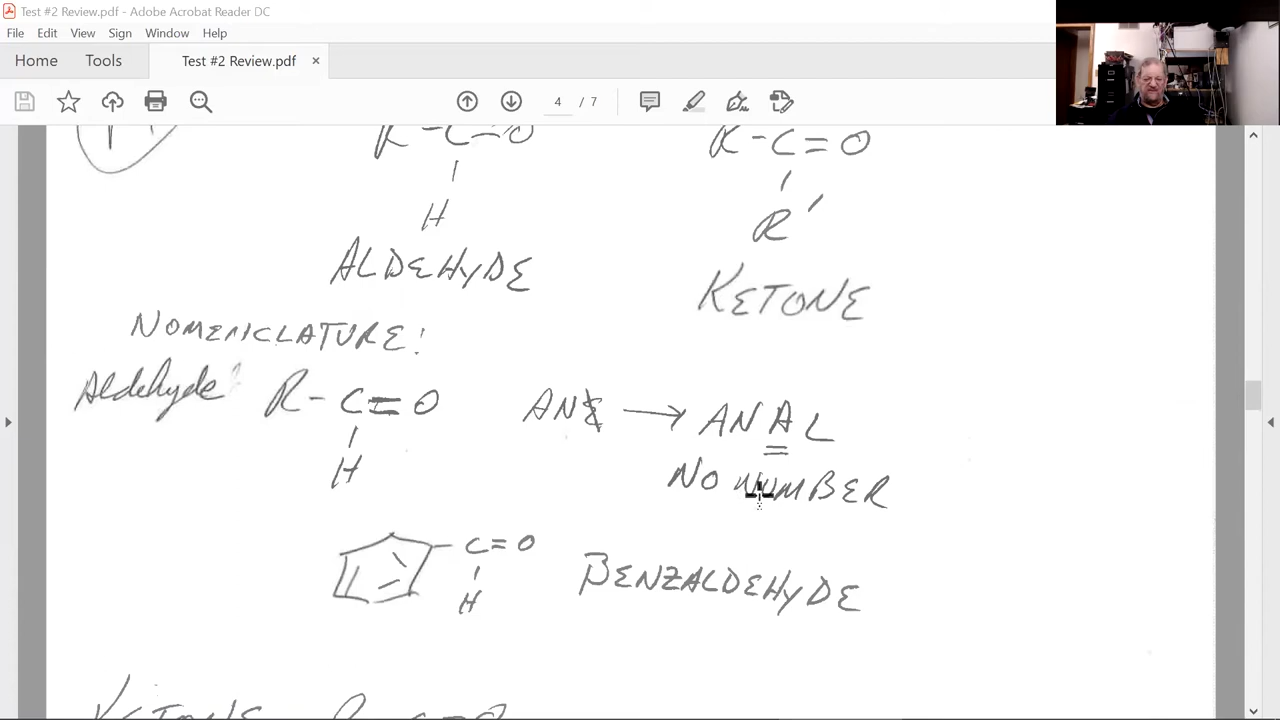 Test #2 Review.pdf - Adobe Acrobat Reader DC
File Edit View Sign Window Help
Home Tools Test #2 Review.pdf ×
4 / 7
R-C=O R-C=O
H R'
ALDEHYDE KETONE
NOMENCLATURE:
Aldehyde: R-C=O ANE → ANAL
H NO NUMBER
C=O BENZALDEHYDE
H
KETONE R-C=O